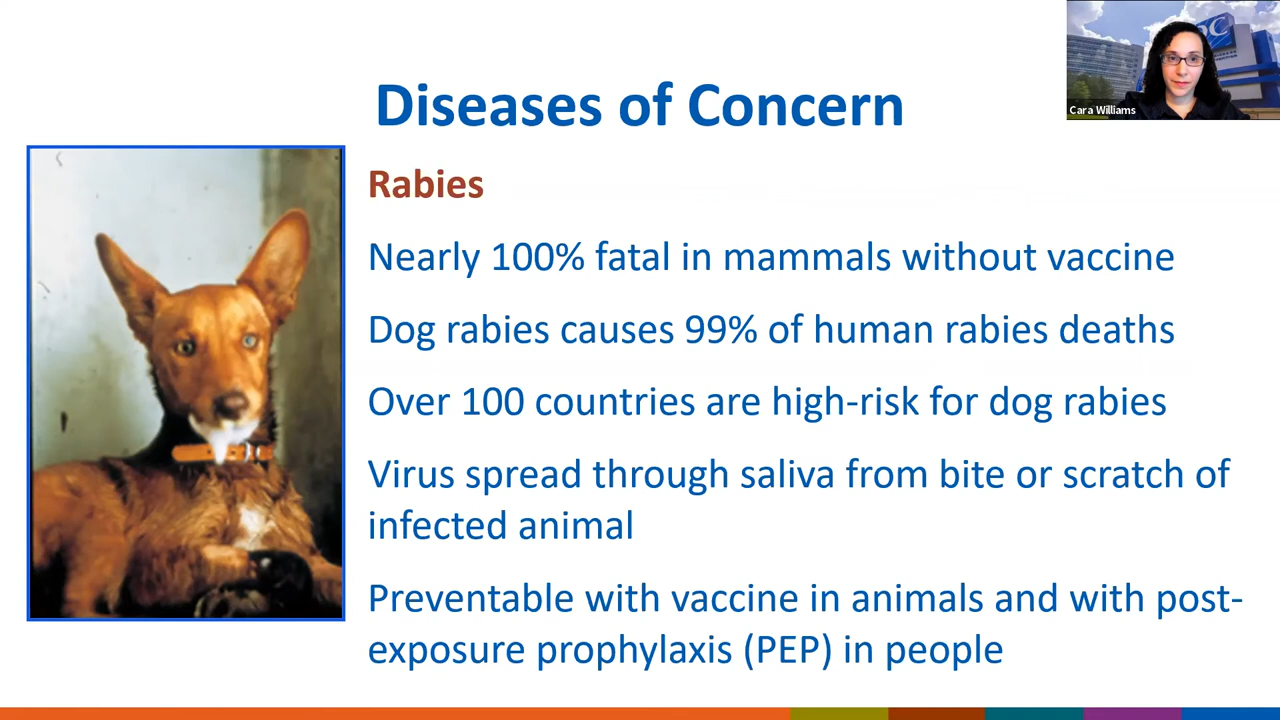 Cara Williams
Diseases of Concern
Rabies
Nearly 100% fatal in mammals without vaccine
Dog rabies causes 99% of human rabies deaths
Over 100 countries are high-risk for dog rabies
Virus spread through saliva from bite or scratch of
infected animal
Preventable with vaccine in animals and with post-
exposure prophylaxis (PEP) in people